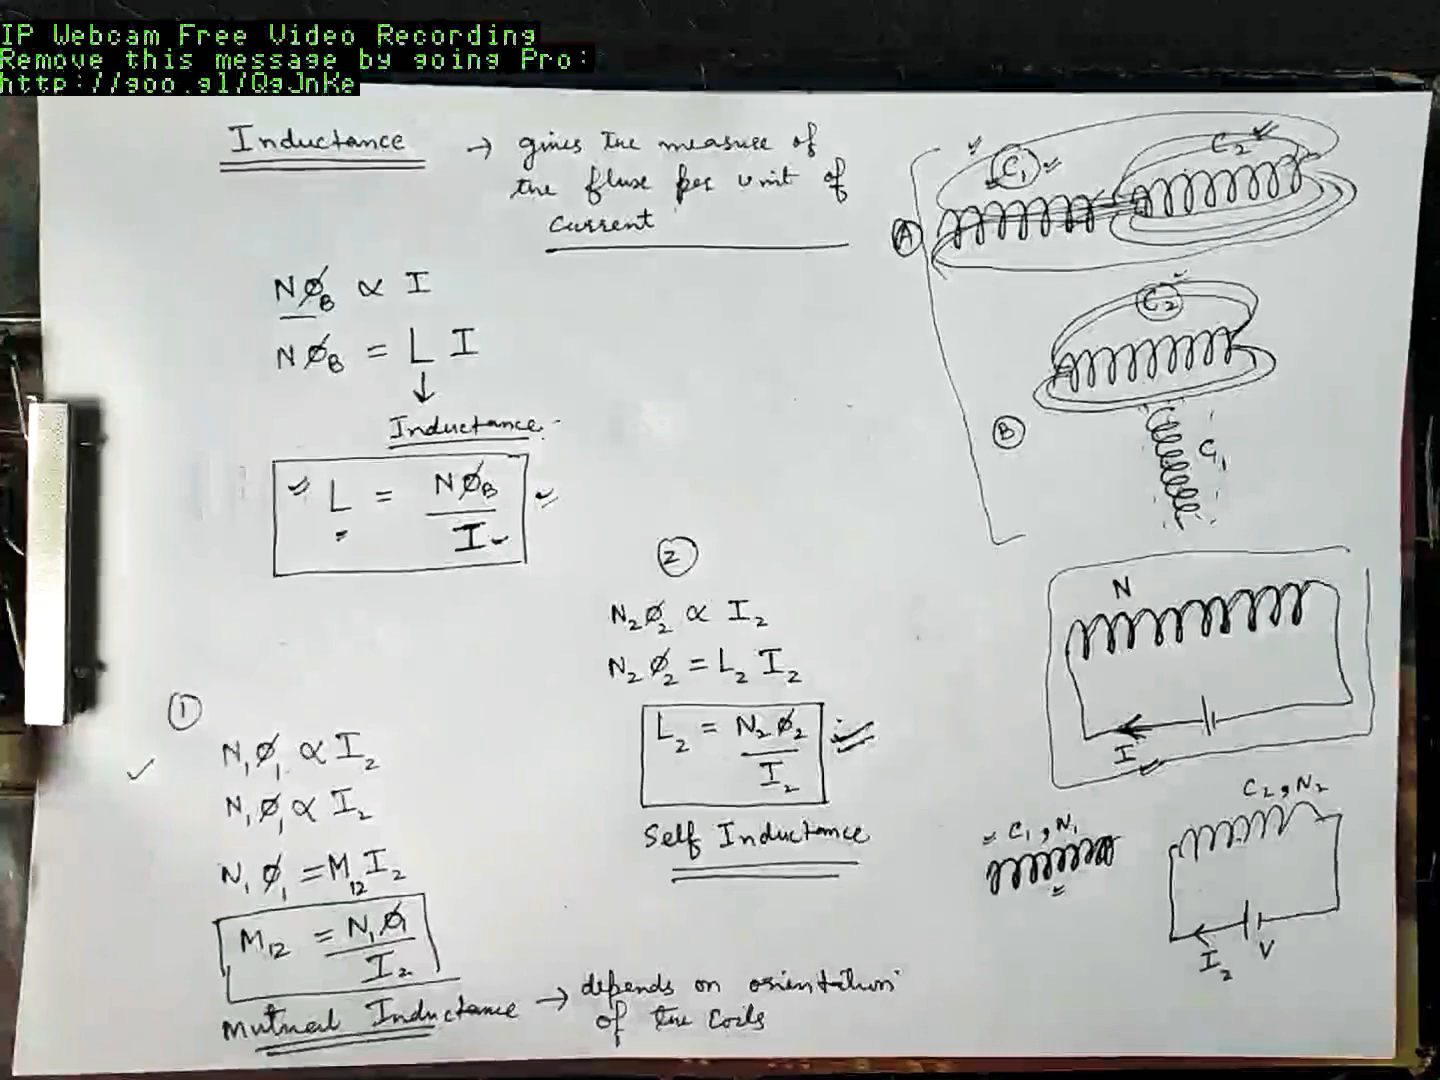 IP Webcam Free Video Recording
Remove this message by going Pro:
http://goo.gl/QgJnKe
Inductance → gives the measure of
the flux per unit of
current
NØ_B ∝ I
NØ_B = L I
↓
Inductance
L = NØ_B / I
1
N₁Ø₁ ∝ I₂
N₁Ø₁ ∝ I₂
N₁Ø₁ = M₁₂ I₂
M₁₂ = N₁Ø₁ / I₂
Mutual Inductance → depends on orientation
of the coils
2
N₂Ø₂ ∝ I₂
N₂Ø₂ = L₂ I₂
L₂ = N₂Ø₂ / I₂
Self Inductance
A
C₁
C₂
B
C₂
C₁
N
I
C₁, N₁
C₂, N₂
I₂
V